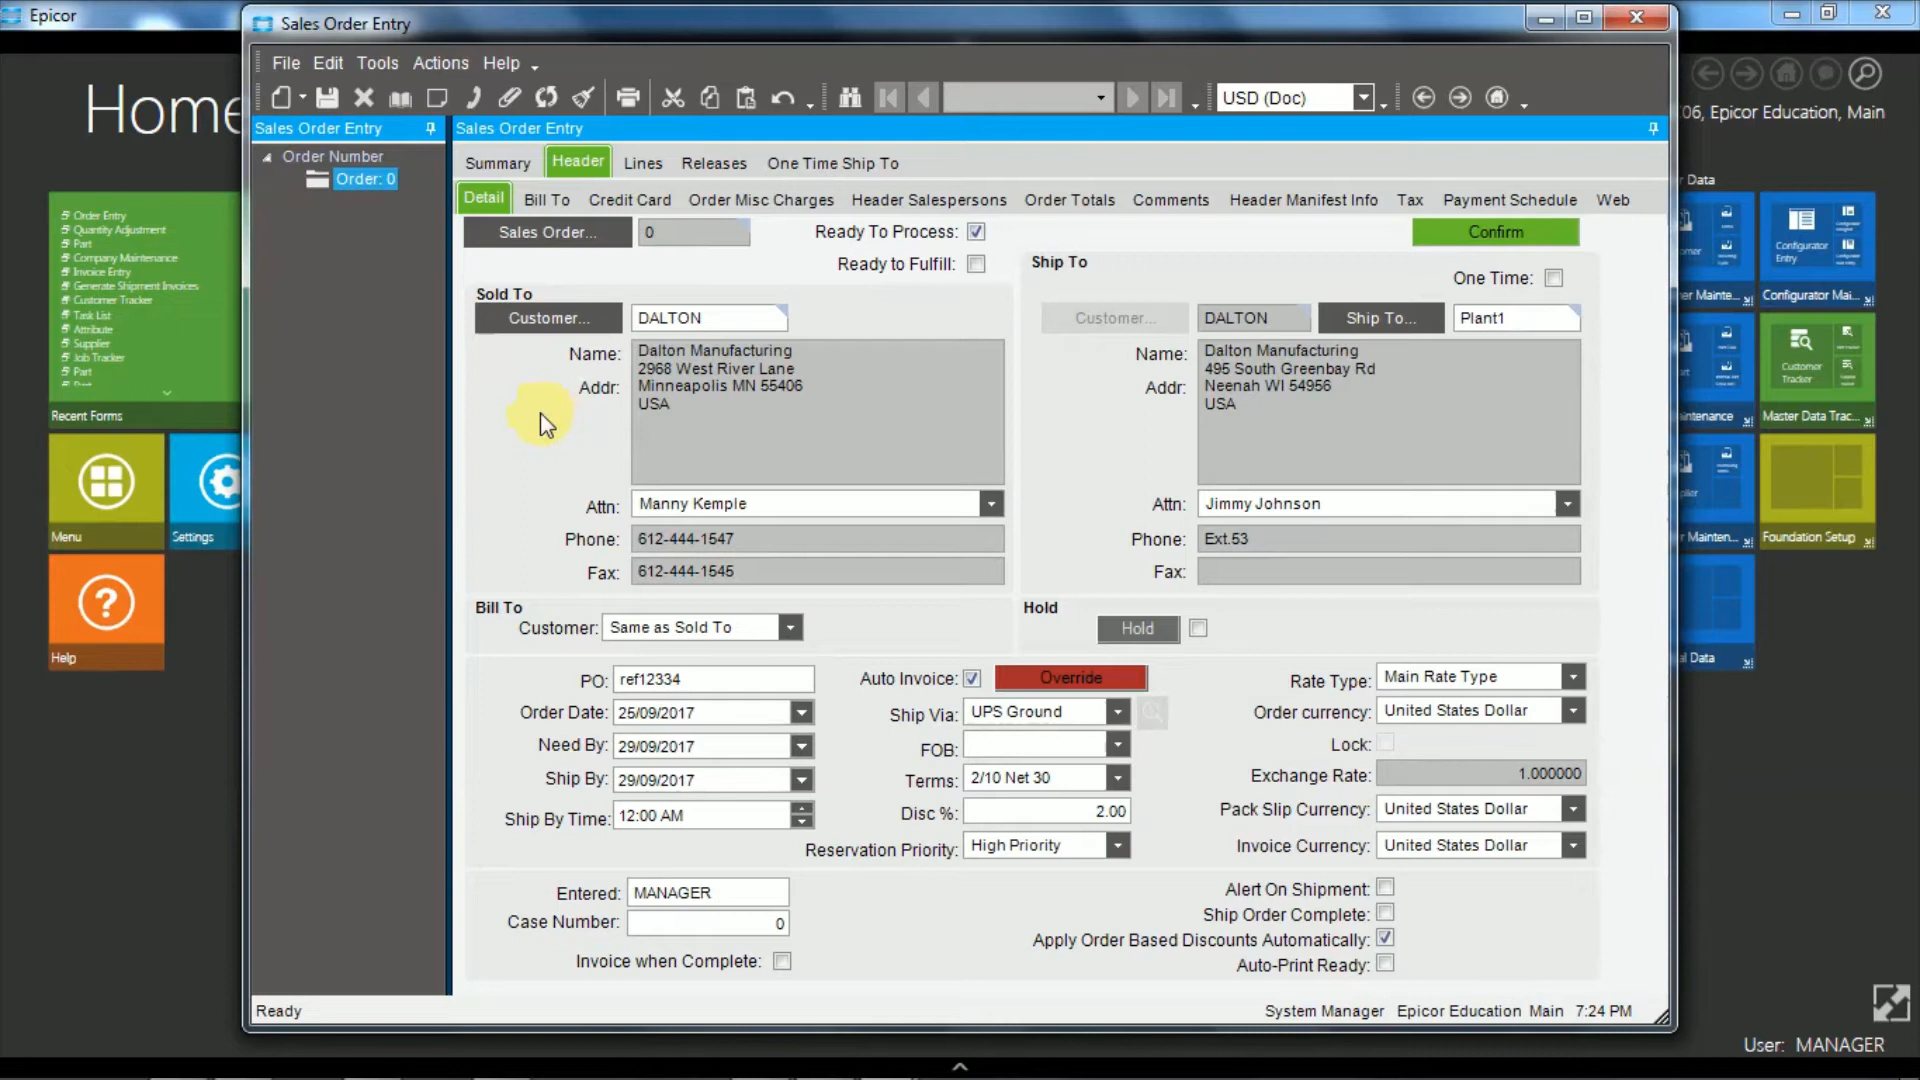 Epicor
Sales Order Entry
File Edit Tools Actions Help
USD (Doc)
Home
06, Epicor Education, Main
Sales Order Entry
Sales Order Entry
Order Number
Order: 0
Summary Header Lines Releases One Time Ship To
Detail Bill To Credit Card Order Misc Charges Header Salespersons Order Totals Comments Header Manifest Info Tax Payment Schedule Web
Sales Order... 0 Ready To Process: Confirm
Ready to Fulfill:
Ship To
One Time:
Sold To
Customer... DALTON
Customer... DALTON Ship To... Plant1
Name: Dalton Manufacturing
2968 West River Lane
Addr: Minneapolis MN 55406
USA
Name: Dalton Manufacturing
495 South Greenbay Rd
Addr: Neenah WI 54956
USA
Attn: Manny Kemple
Attn: Jimmy Johnson
Phone: 612-444-1547
Phone: Ext.53
Fax: 612-444-1545
Fax:
Bill To
Customer: Same as Sold To
Hold
Hold
PO: ref12334
Order Date: 25/09/2017
Need By: 29/09/2017
Ship By: 29/09/2017
Ship By Time: 12:00 AM
Auto Invoice: Override
Ship Via: UPS Ground
FOB:
Terms: 2/10 Net 30
Disc %: 2.00
Reservation Priority: High Priority
Rate Type: Main Rate Type
Order currency: United States Dollar
Lock:
Exchange Rate: 1.000000
Pack Slip Currency: United States Dollar
Invoice Currency: United States Dollar
Entered: MANAGER
Case Number: 0
Invoice when Complete:
Alert On Shipment:
Ship Order Complete:
Apply Order Based Discounts Automatically:
Auto-Print Ready:
Ready
System Manager Epicor Education Main 7:24 PM
Order Entry
Quantity Adjustment
Part
Company Maintenance
Invoice Entry
Generate Shipment Invoices
Customer Tracker
Task List
Attribute
Supplier
Job Tracker
Part
Recent Forms
Menu
Settings
Help
Data
Configurator
Entry
Configurator Mai...
Customer
Tracker
Master Data Trac...
Foundation Setup
User: MANAGER